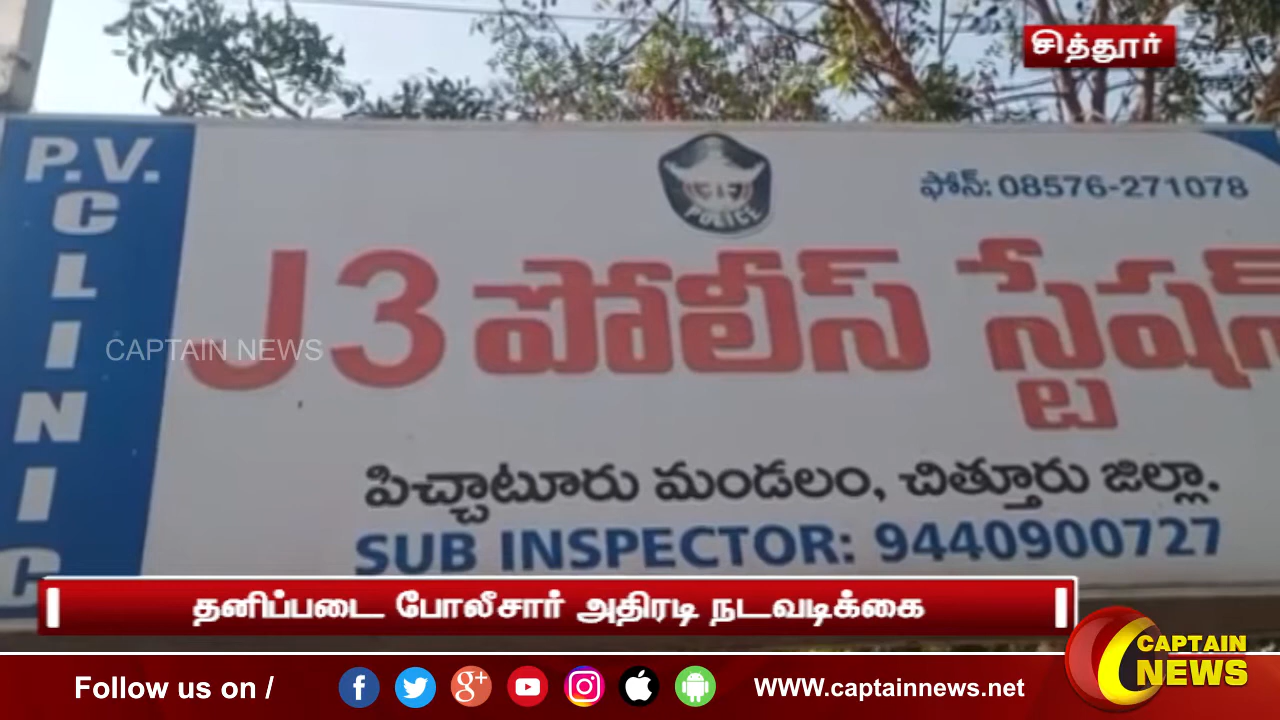 சித்தூர்
P.V. CLINIC
POLICE
ఫోన్: 08576-271078
J3 పోలీస్ స్టేషన్
CAPTAIN NEWS
పిచ్చాటూరు మండలం, చిత్తూరు జిల్లా.
SUB INSPECTOR: 9440900727
தனிப்படை போலீசார் அதிரடி நடவடிக்கை
CAPTAIN NEWS
Follow us on /
www.captainnews.net